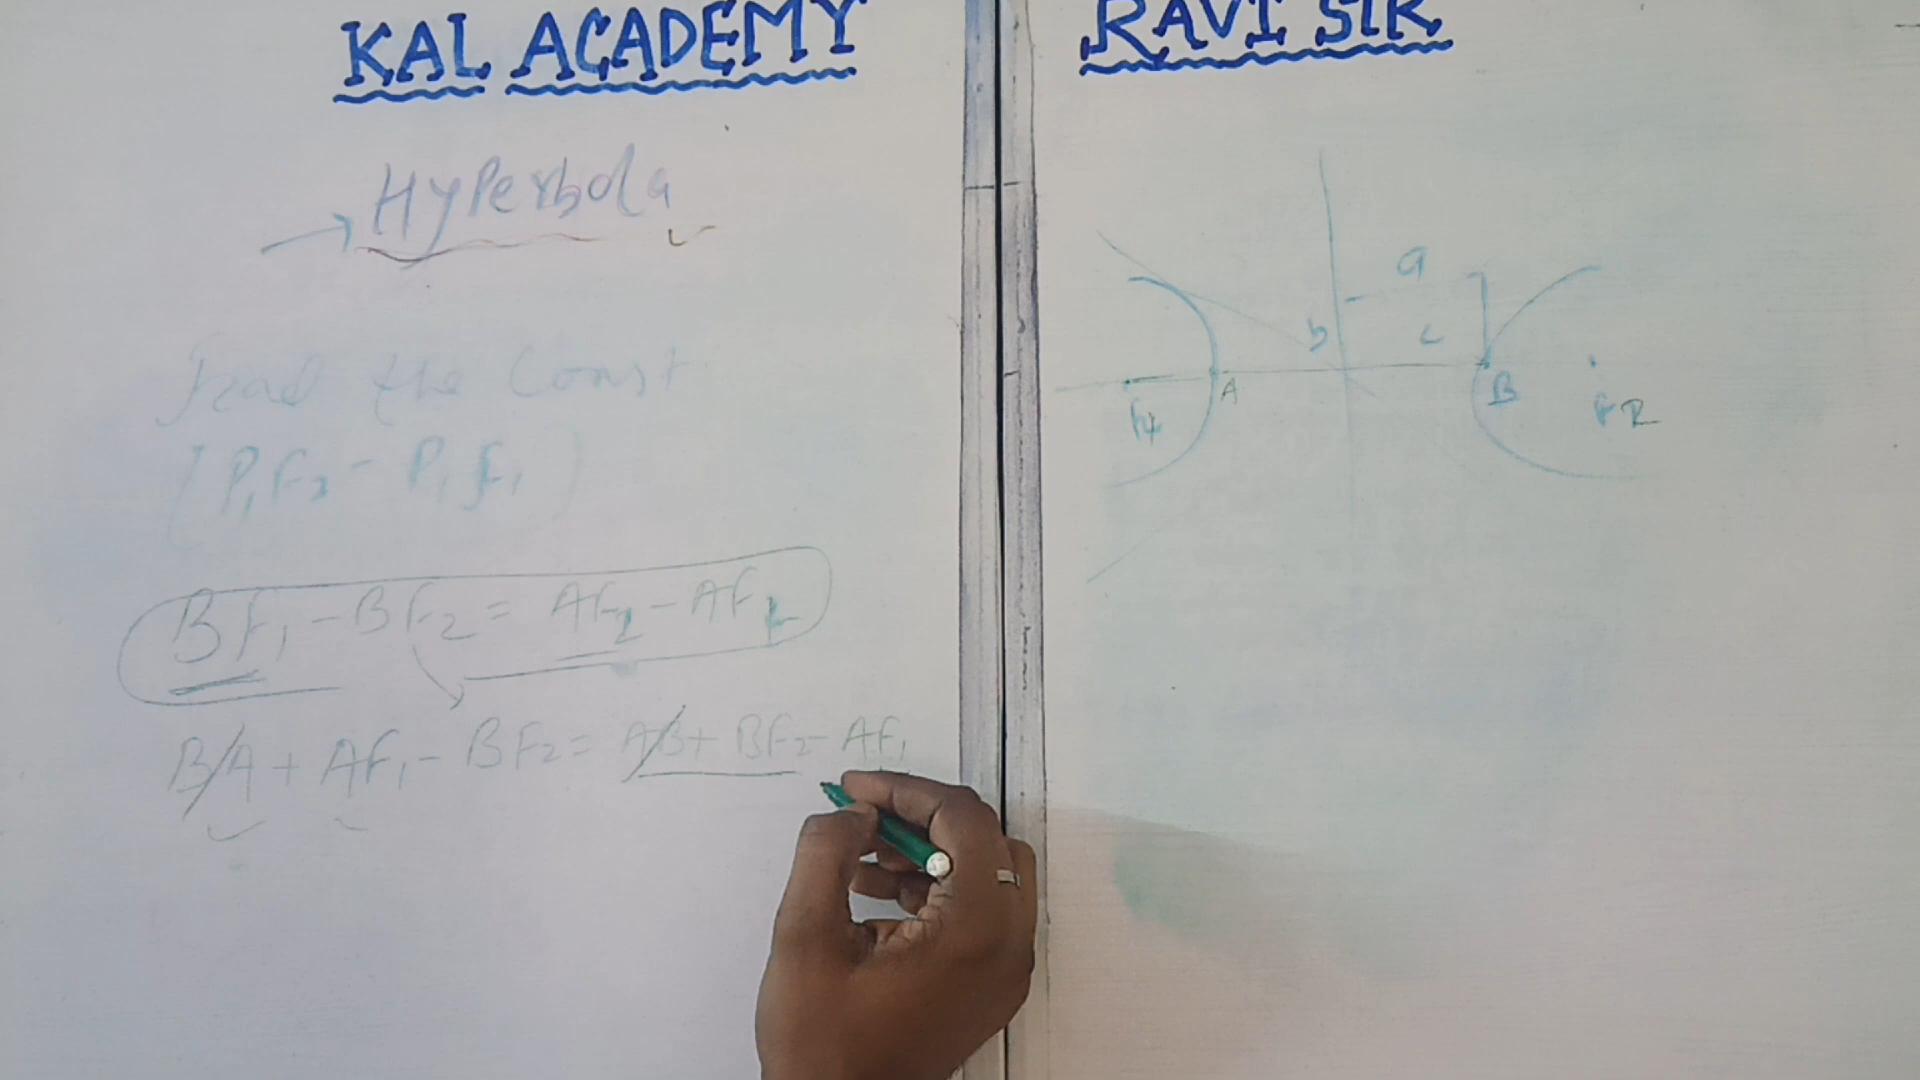 KAL ACADEMY
RAVI SIR
→ Hyperbola
the Const
(P₁F₂ - P₁F₁)
BF₁ - BF₂ = AF₂ - AF₁
BA + AF₁ - BF₂ = AB + BF₂ - AF₁
a
b c
A B
F1 F2